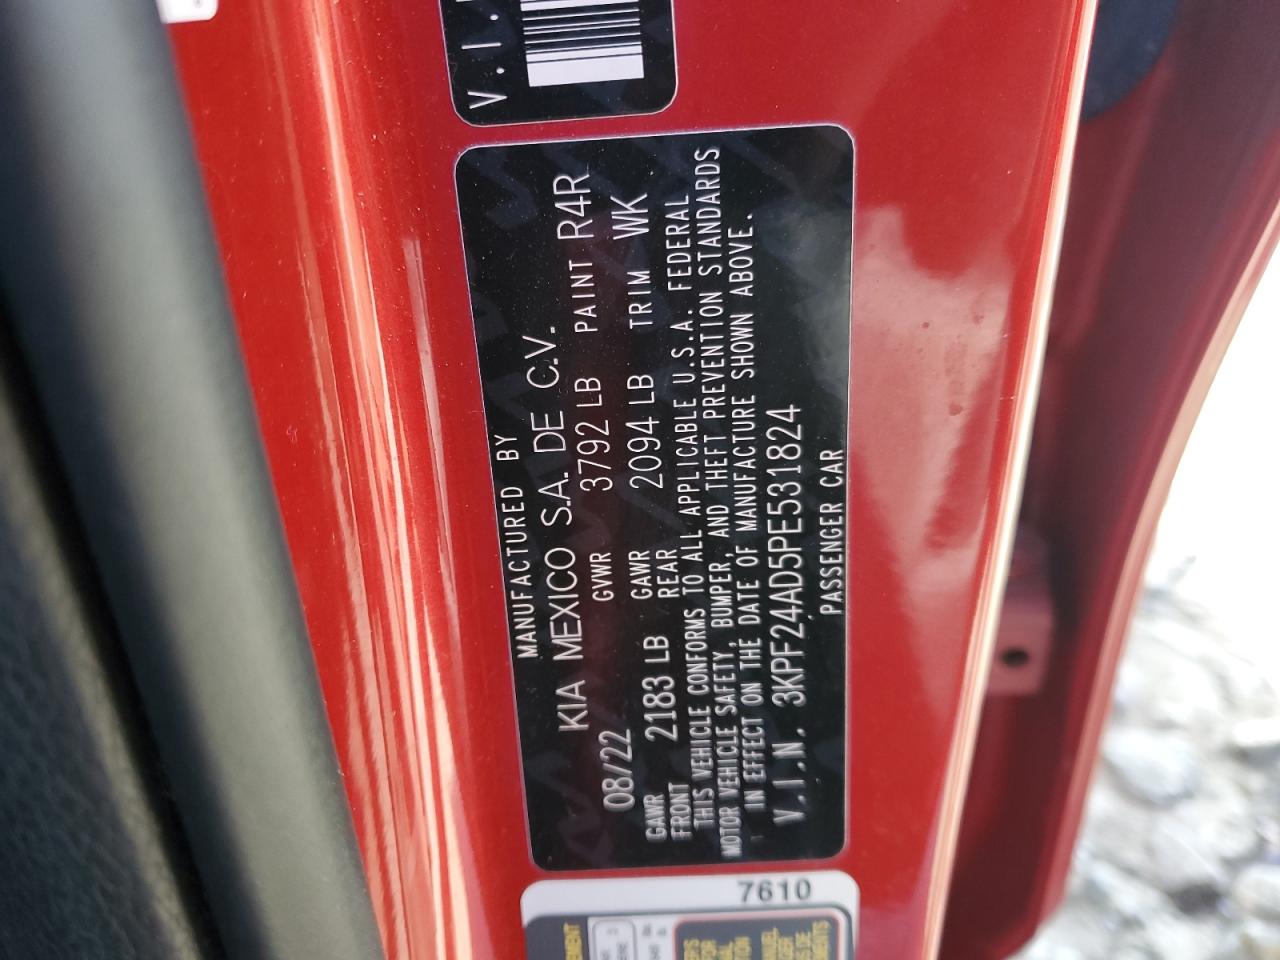 V.I.
MANUFACTURED BY
KIA MEXICO S.A. DE C.V.
08/22 GVWR 3792 LB PAINT R4R
GAWR FRONT 2183 LB GAWR REAR 2094 LB TRIM WK
THIS VEHICLE CONFORMS TO ALL APPLICABLE U.S.A. FEDERAL
MOTOR VEHICLE SAFETY, BUMPER, AND THEFT PREVENTION STANDARDS
IN EFFECT ON THE DATE OF MANUFACTURE SHOWN ABOVE.
V.I.N. 3KPF24AD5PE531824
PASSENGER CAR
7610